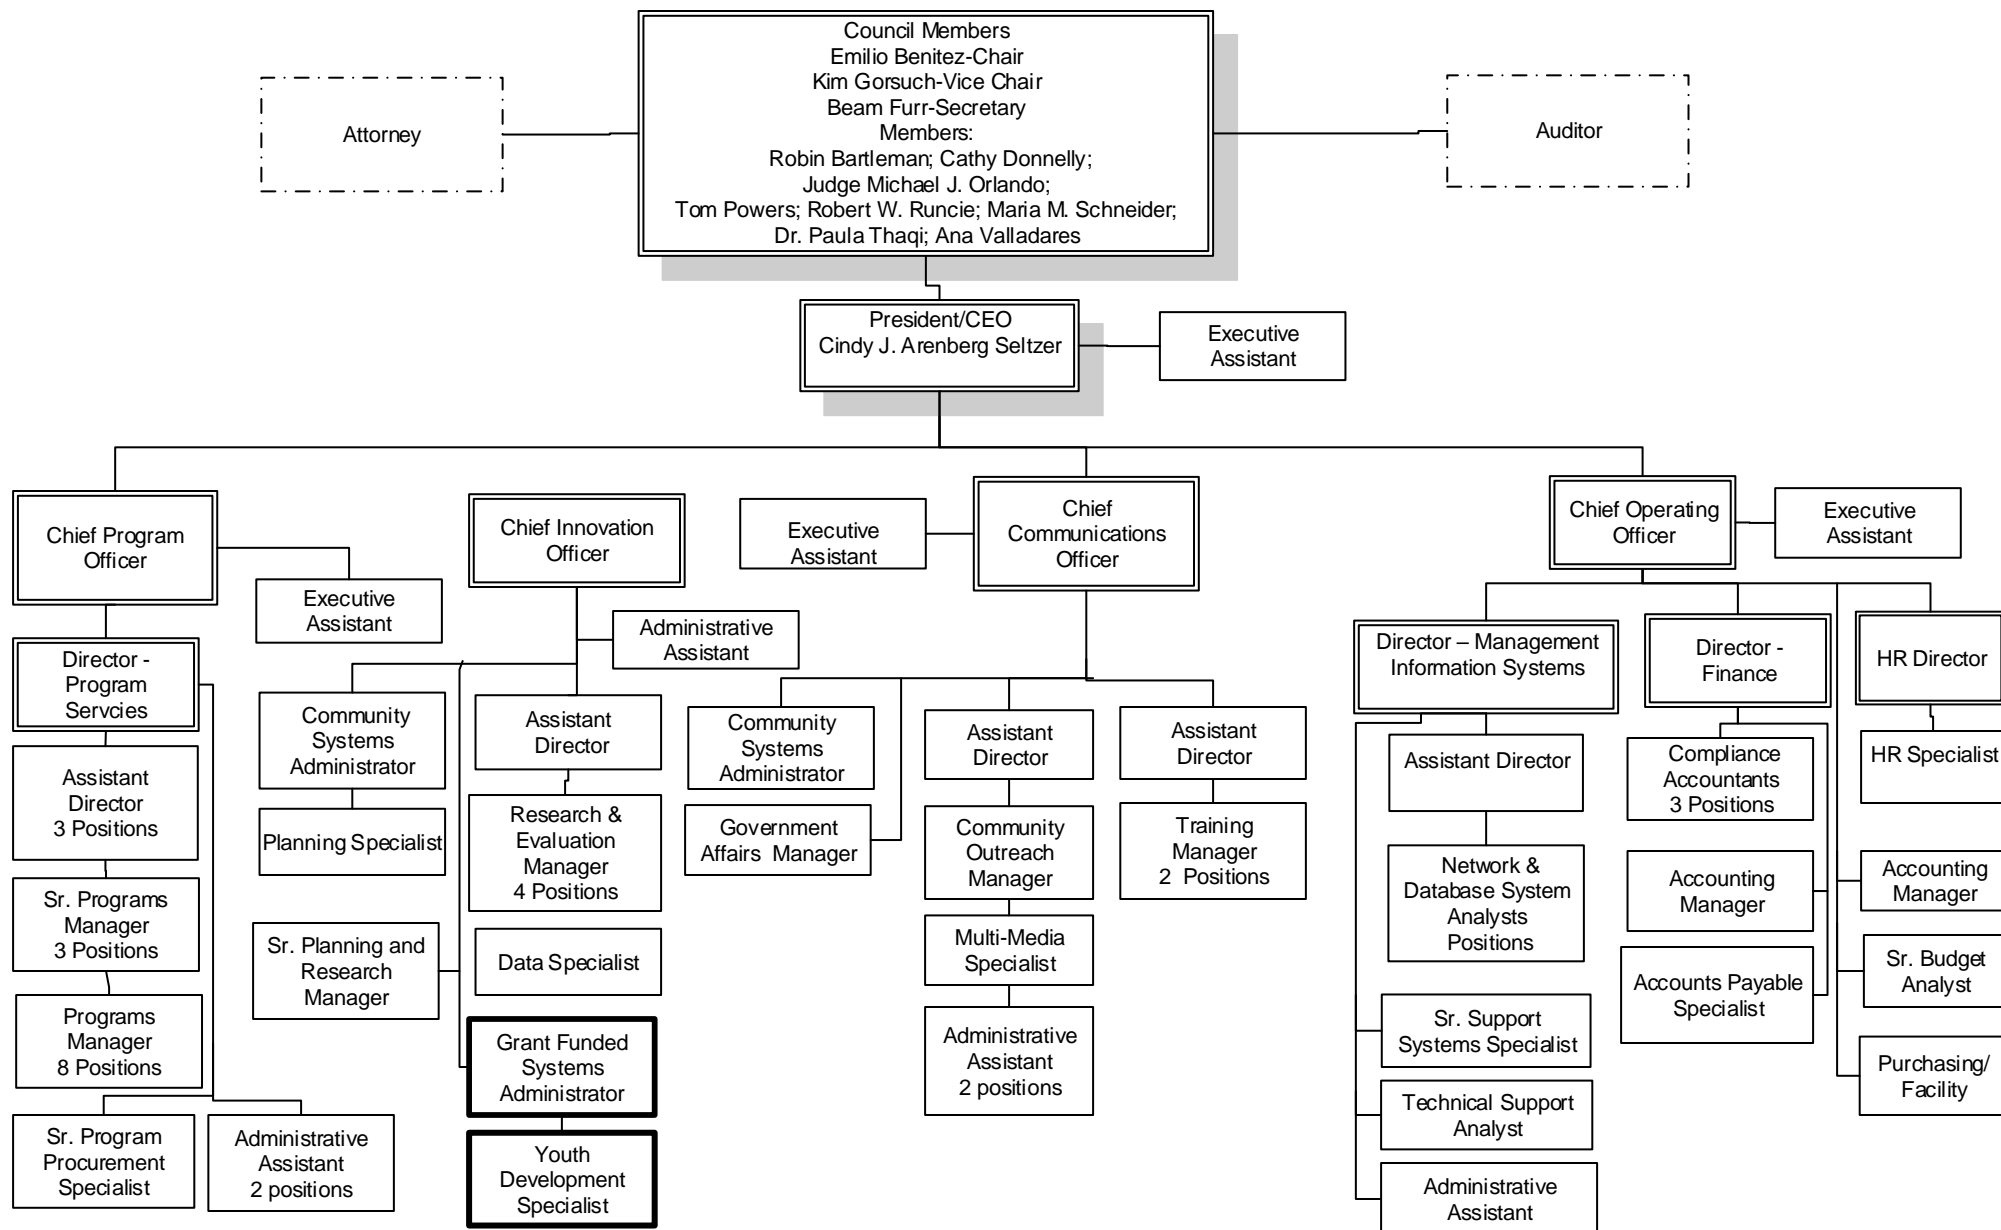 Council Members
Emilio Benitez-Chair
Kim Gorsuch-Vice Chair
Beam Furr-Secretary
Members:
Robin Bartleman; Cathy Donnelly;
Judge Michael J. Orlando;
Tom Powers; Robert W. Runcie; Maria M. Schneider;
Dr. Paula Thaqi; Ana Valladares
Attorney
Auditor
President/CEO
Cindy J. Arenberg Seltzer
Executive
Assistant
Chief Program
Officer
Executive
Assistant
Director -
Program
Servcies
Assistant
Director
3 Positions
Sr. Programs
Manager
3 Positions
Programs
Manager
8 Positions
Sr. Program
Procurement
Specialist
Administrative
Assistant
2 positions
Chief Innovation
Officer
Administrative
Assistant
Community
Systems
Administrator
Planning Specialist
Sr. Planning and
Research
Manager
Assistant
Director
Research &
Evaluation
Manager
4 Positions
Data Specialist
Grant Funded
Systems
Administrator
Youth
Development
Specialist
Chief
Communications
Officer
Executive
Assistant
Community
Systems
Administrator
Government
Affairs Manager
Assistant
Director
Community
Outreach
Manager
Multi-Media
Specialist
Administrative
Assistant
2 positions
Assistant
Director
Training
Manager
2 Positions
Chief Operating
Officer
Executive
Assistant
Director – Management
Information Systems
Assistant Director
Network &
Database System
Analysts
Positions
Sr. Support
Systems Specialist
Technical Support
Analyst
Administrative
Assistant
Director -
Finance
Compliance
Accountants
3 Positions
Accounting
Manager
Accounts Payable
Specialist
HR Director
HR Specialist
Accounting
Manager
Sr. Budget
Analyst
Purchasing/
Facility